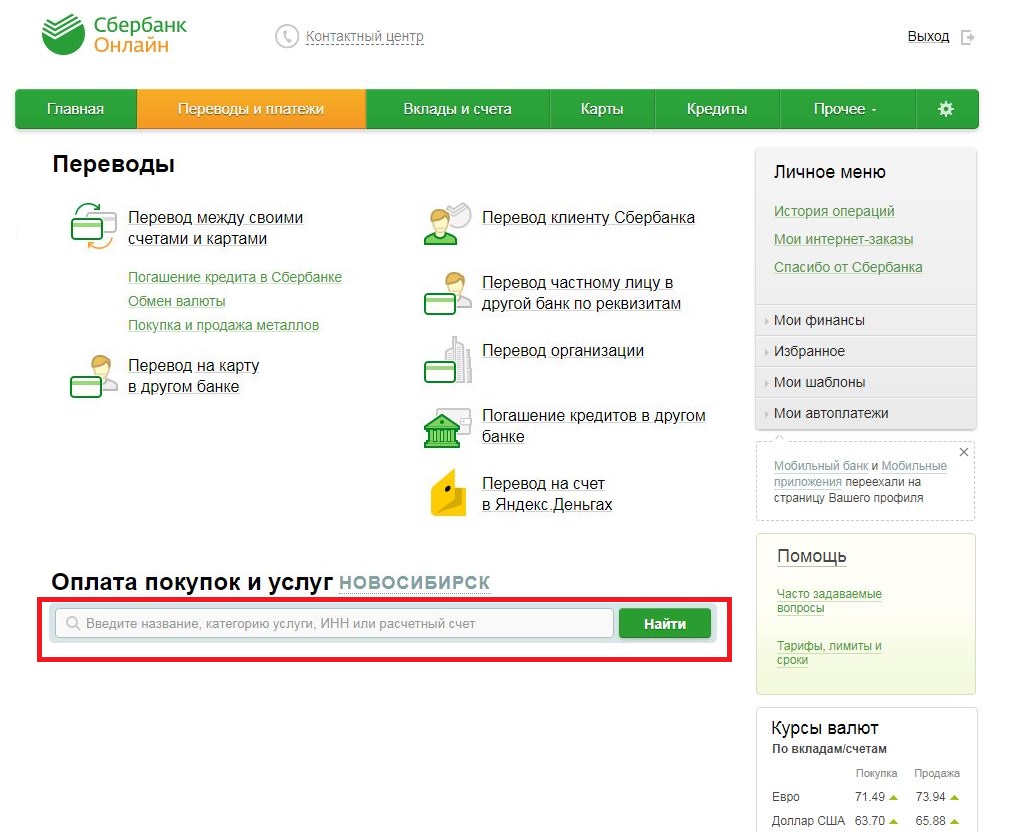 Сбербанк
Онлайн
Контактный центр
Выход
Главная
Переводы и платежи
Вклады и счета
Карты
Кредиты
Прочее
Переводы
Перевод между своими
счетами и картами
Погашение кредита в Сбербанке
Обмен валюты
Покупка и продажа металлов
Перевод на карту
в другом банке
Перевод клиенту Сбербанка
Перевод частному лицу в
другой банк по реквизитам
Перевод организации
Погашение кредитов в другом
банке
Перевод на счет
в Яндекс.Деньгах
Оплата покупок и услуг НОВОСИБИРСК
Введите название, категорию услуги, ИНН или расчетный счет
Найти
Личное меню
История операций
Мои интернет-заказы
Спасибо от Сбербанка
Мои финансы
Избранное
Мои шаблоны
Мои автоплатежи
Мобильный банк и Мобильные
приложения переехали на
страницу Вашего профиля
Помощь
Часто задаваемые
вопросы
Тарифы, лимиты и
сроки
Курсы валют
По вкладам/счетам
Покупка Продажа
Евро 71.49 73.94
Доллар США 63.70 65.88